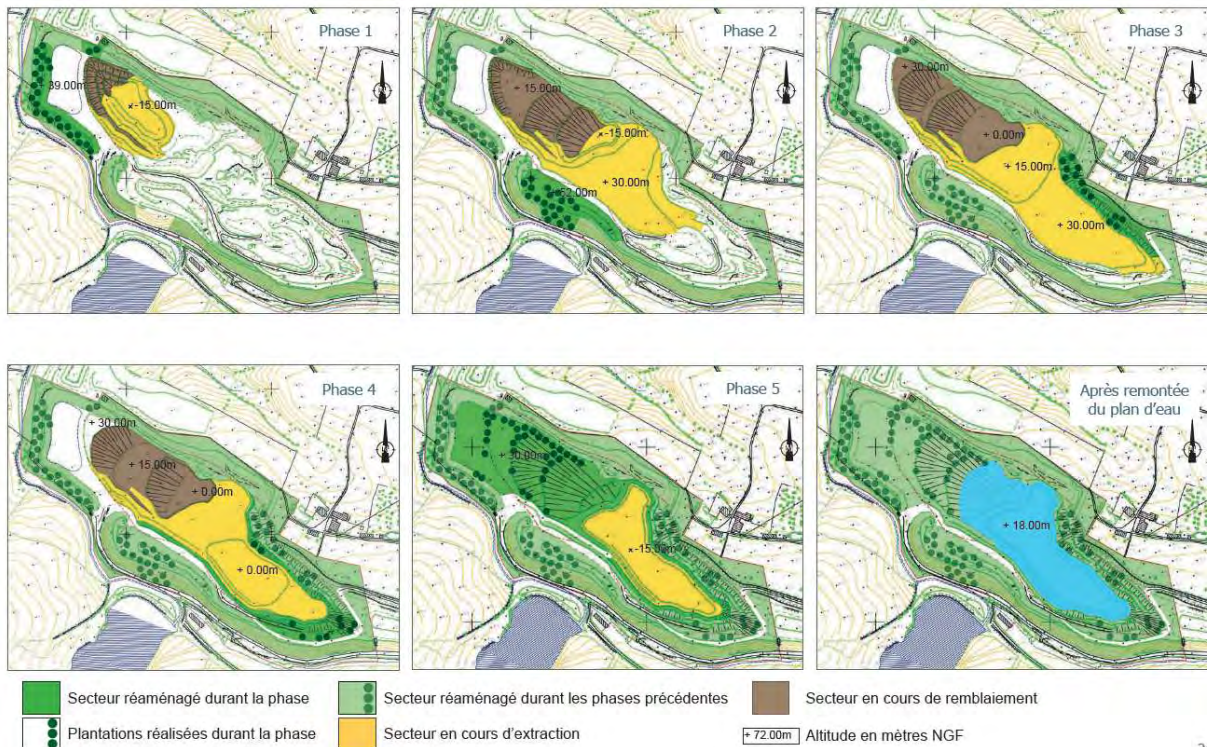 Phase 1
39.00m
-15.00m
Phase 2
+ 15.00m
-15.00m
+ 30.00m
Phase 3
+ 30.00m
+ 0.00m
+ 15.00m
+ 30.00m
Phase 4
+ 30.00m
+ 15.00m
+ 0.00m
+ 0.00m
Phase 5
+ 30.00m
-15.00m
Après remontée
du plan d'eau
+ 18.00m
Secteur réaménagé durant la phase
Secteur réaménagé durant les phases précédentes
Secteur en cours de remblaiement
Plantations réalisées durant la phase
Secteur en cours d'extraction
+ 72.00m Altitude en mètres NGF